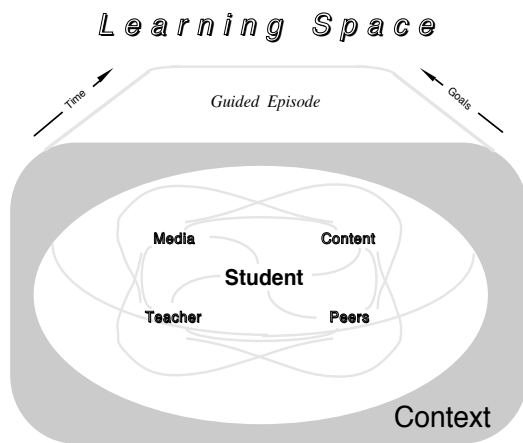 Learning Space
Time
Goals
Guided Episode
Media
Content
Student
Teacher
Peers
Context